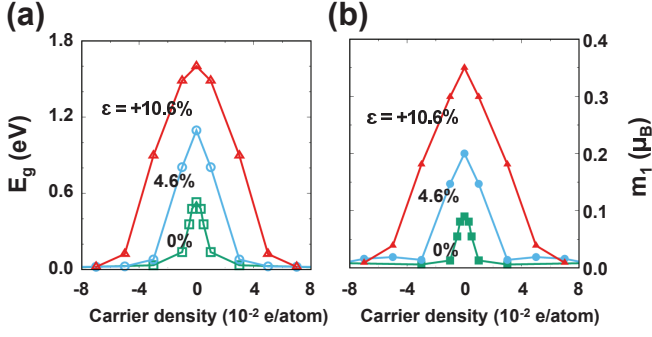 (a)
E_g (eV)
1.8
1.2
0.6
0.0
ε = +10.6%
4.6%
0%
-8 -4 0 4 8
Carrier density (10⁻² e/atom)
(b)
ε = +10.6%
4.6%
0%
0.4
0.3
0.2
0.1
0.0
m₁ (μ_B)
-8 -4 0 4 8
Carrier density (10⁻² e/atom)